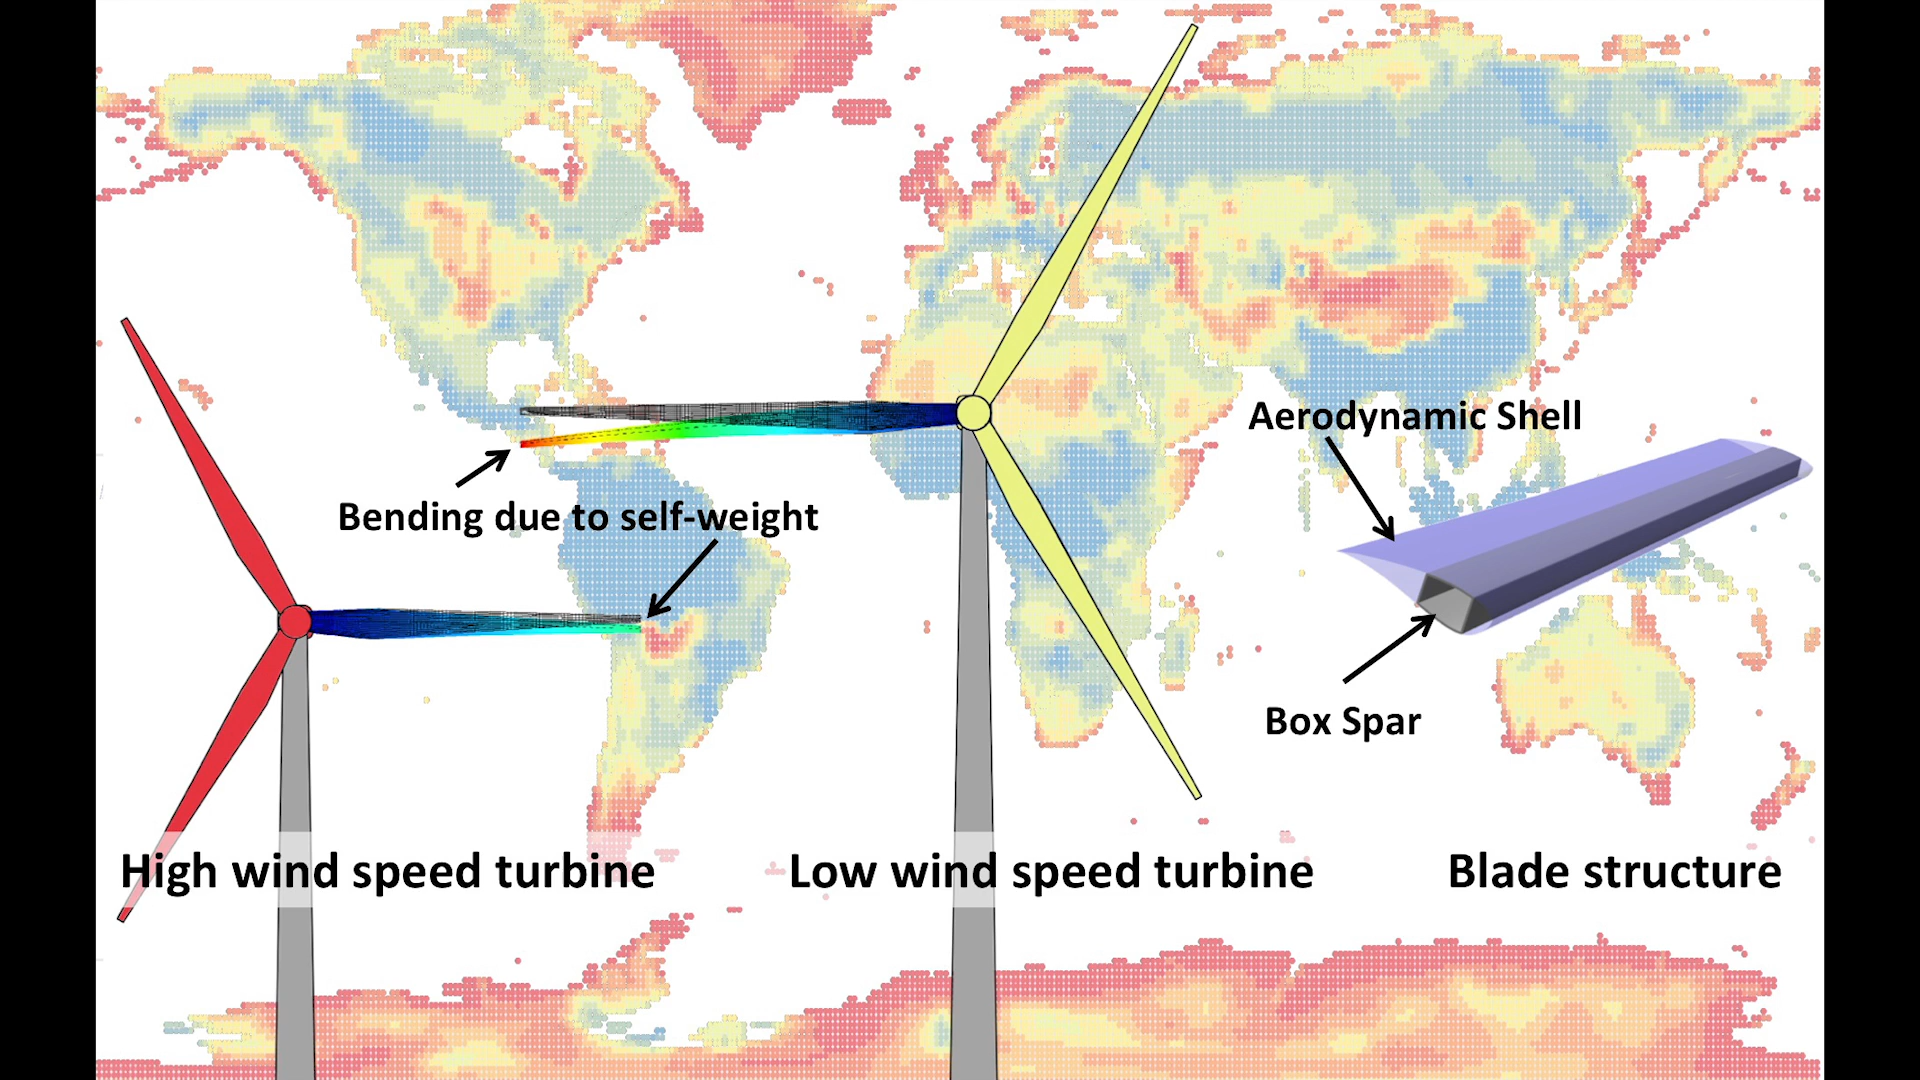 Aerodynamic Shell
Bending due to self-weight
Box Spar
High wind speed turbine
Low wind speed turbine
Blade structure